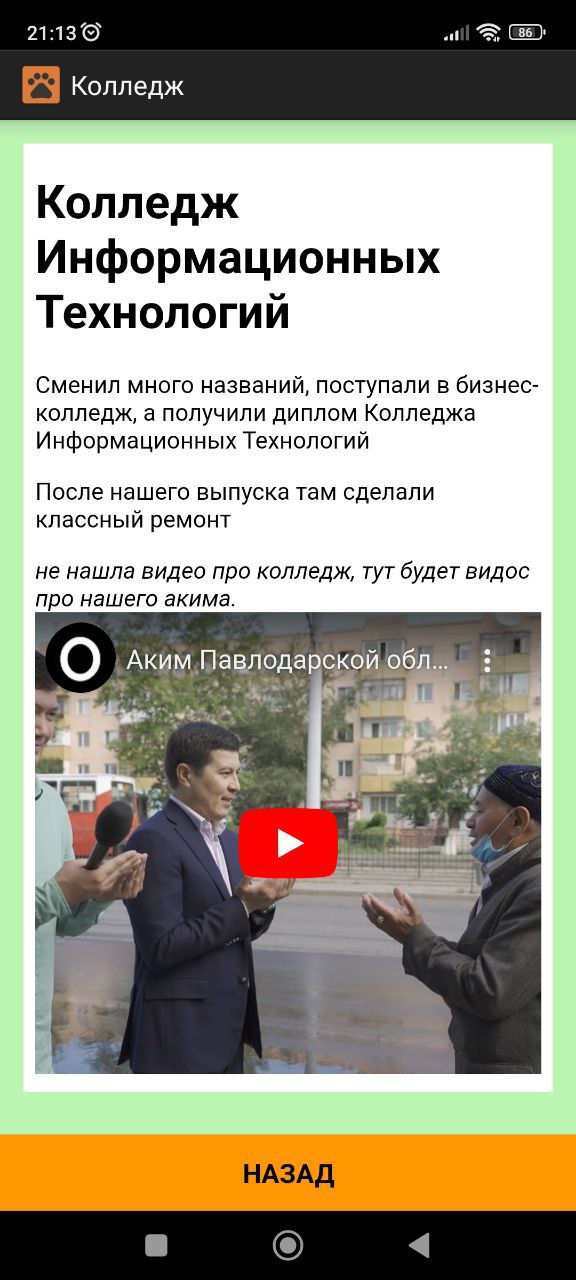 21:13
86
Колледж
Колледж
Информационных
Технологий
Сменил много названий, поступали в бизнес-
колледж, а получили диплом Колледжа
Информационных Технологий
После нашего выпуска там сделали
классный ремонт
не нашла видео про колледж, тут будет видос
про нашего акима.
Аким Павлодарской обл...
НАЗАД